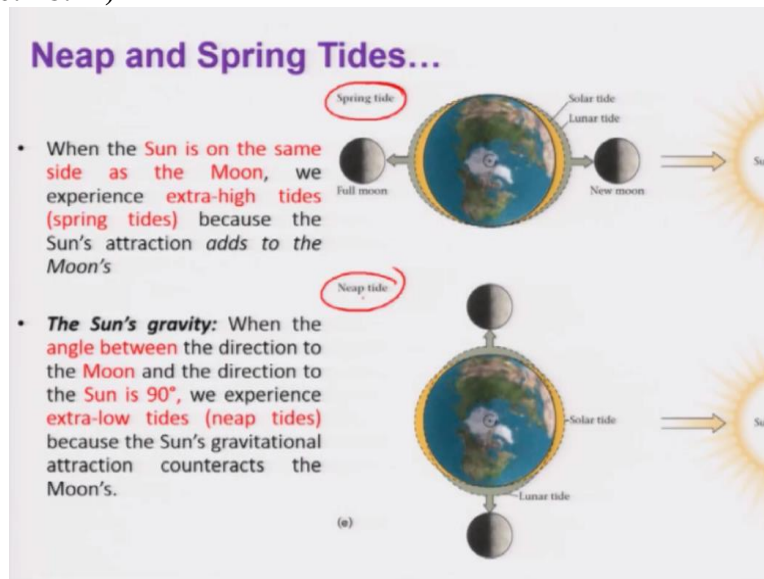 Neap and Spring Tides...
• When the Sun is on the same
side as the Moon, we
experience extra-high tides
(spring tides) because the
Sun's attraction adds to the
Moon's
• The Sun's gravity: When the
angle between the direction to
the Moon and the direction to
the Sun is 90°, we experience
extra-low tides (neap tides)
because the Sun's gravitational
attraction counteracts the
Moon's.
Spring tide
Solar tide
Lunar tide
Full moon
New moon
Su
Neap tide
Solar tide
Su
Lunar tide
(e)